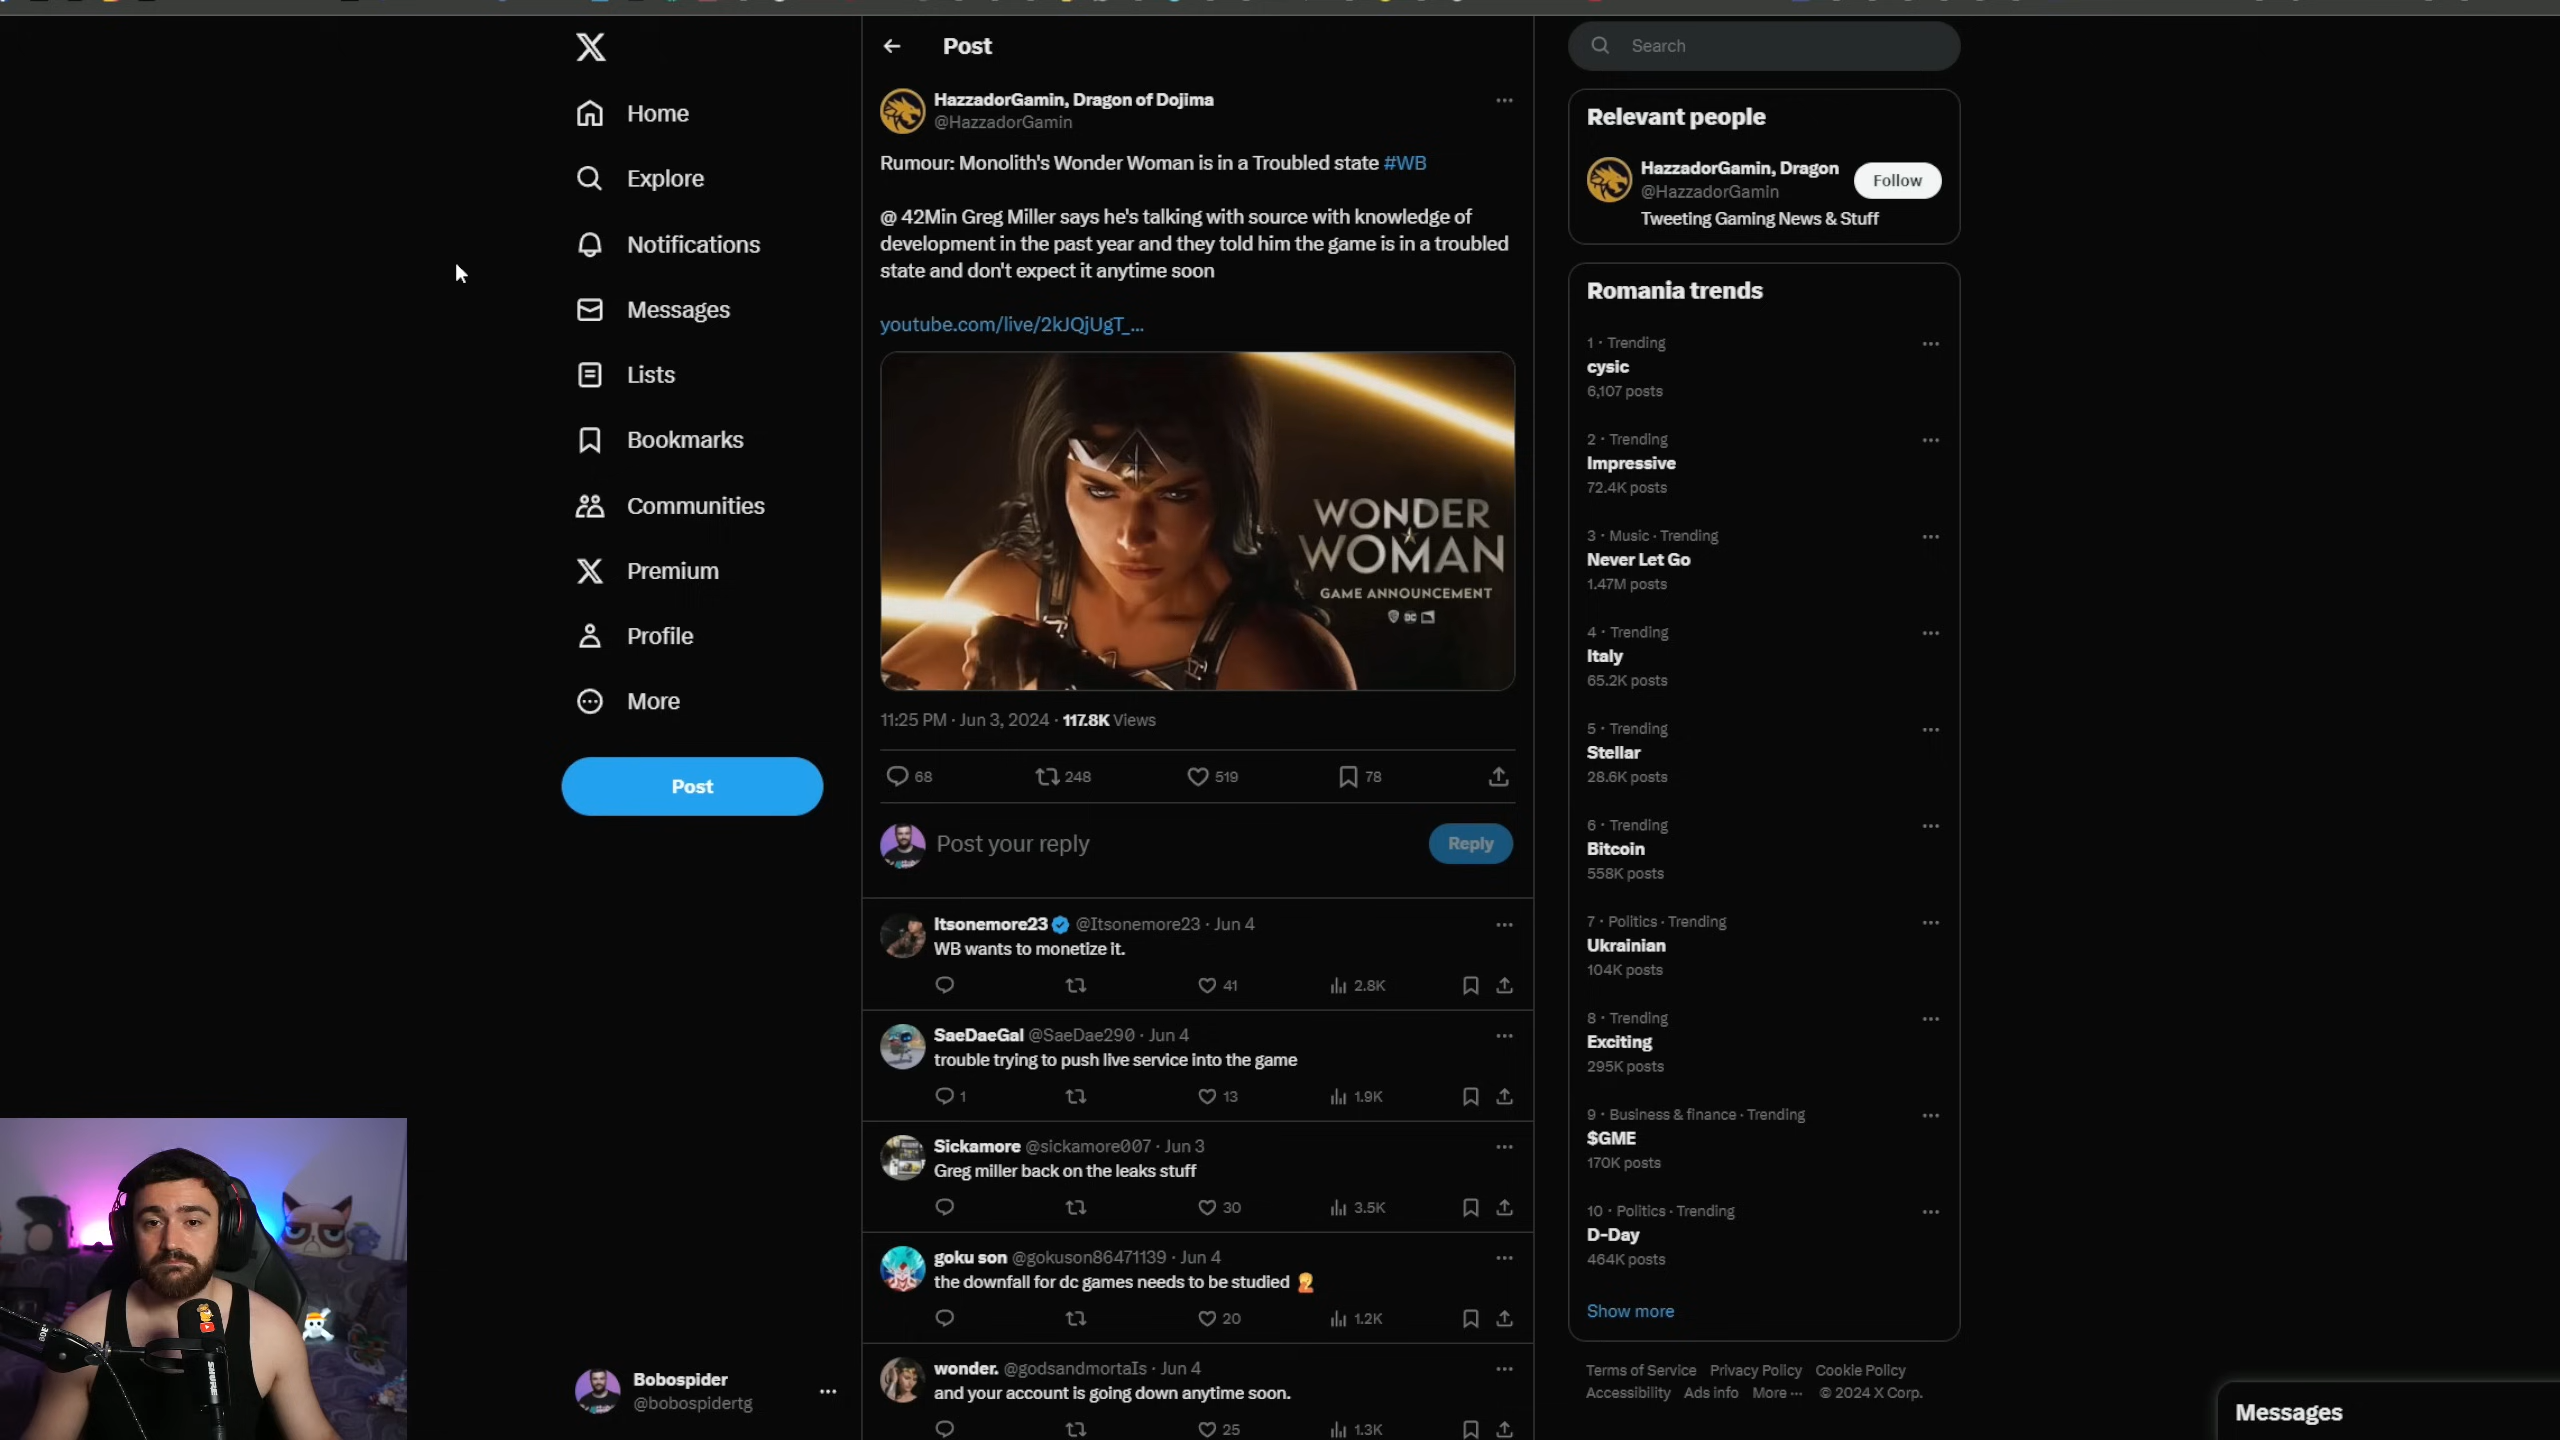 Home
Explore
Notifications
Messages
Lists
Bookmarks
Communities
Premium
Profile
More
Post
Bobospider
@bobospidertg
Post
HazzadorGamin, Dragon of Dojima
@HazzadorGamin
Rumour: Monolith's Wonder Woman is in a Troubled state #WB
@ 42Min Greg Miller says he's talking with source with knowledge of
development in the past year and they told him the game is in a troubled
state and don't expect it anytime soon
youtube.com/live/2kJQjUgT_...
WONDER
WOMAN
GAME ANNOUNCEMENT
11:25 PM · Jun 3, 2024 · 117.8K Views
68 248 519 78
Post your reply
Reply
Itsonemore23 @Itsonemore23 · Jun 4
WB wants to monetize it.
41 2.8K
SaeDaeGal @SaeDae290 · Jun 4
trouble trying to push live service into the game
1 13 1.9K
Sickamore @sickamore007 · Jun 3
Greg miller back on the leaks stuff
30 3.5K
goku son @gokuson86471139 · Jun 4
the downfall for dc games needs to be studied
20 1.2K
wonder. @godsandmortaIs · Jun 4
and your account is going down anytime soon.
25 1.3K
Search
Relevant people
HazzadorGamin, Dragon
@HazzadorGamin
Follow
Tweeting Gaming News & Stuff
Romania trends
1 · Trending
cysic
6,107 posts
2 · Trending
Impressive
72.4K posts
3 · Music · Trending
Never Let Go
1.47M posts
4 · Trending
Italy
65.2K posts
5 · Trending
Stellar
28.6K posts
6 · Trending
Bitcoin
558K posts
7 · Politics · Trending
Ukrainian
104K posts
8 · Trending
Exciting
295K posts
9 · Business & finance · Trending
$GME
170K posts
10 · Politics · Trending
D-Day
464K posts
Show more
Terms of Service Privacy Policy Cookie Policy
Accessibility Ads info More ··· © 2024 X Corp.
Messages
SHURE